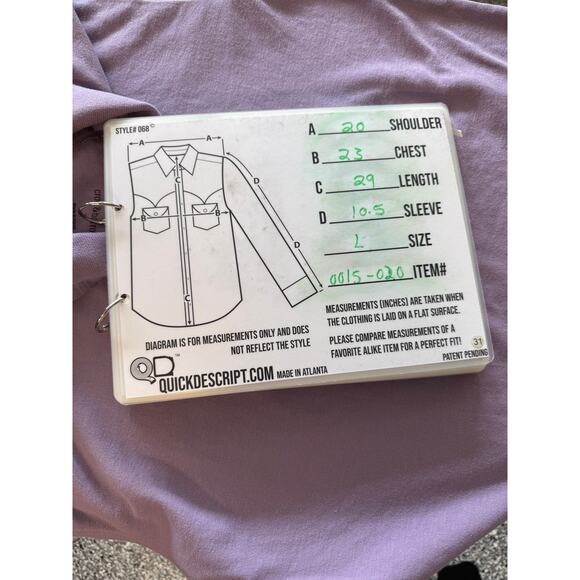 STYLE# 068©
A A
A 20 SHOULDER
B 23 CHEST
C 29 LENGTH
D 10.5 SLEEVE
L SIZE
0015-020 ITEM#
C
D
B B
D
C
D
MEASUREMENTS (INCHES) ARE TAKEN WHEN
THE CLOTHING IS LAID ON A FLAT SURFACE.
PLEASE COMPARE MEASUREMENTS OF A
FAVORITE ALIKE ITEM FOR A PERFECT FIT!
31
PATENT PENDING
DIAGRAM IS FOR MEASUREMENTS ONLY AND DOES
NOT REFLECT THE STYLE
QD™
QUICKDESCRIPT.COM MADE IN ATLANTA